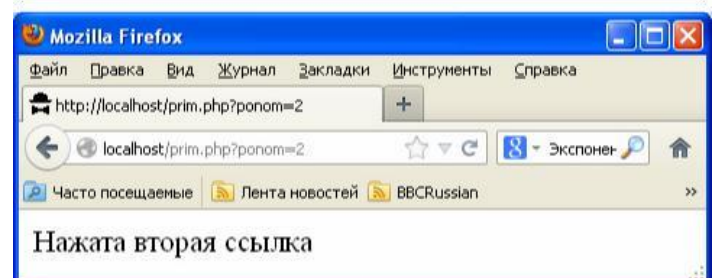 Mozilla Firefox
Файл Правка Вид Журнал Закладки Инструменты Справка
http://localhost/prim.php?ponom=2 +
localhost/prim.php?ponom=2 8 Экспонен
Часто посещаемые Лента новостей BBCRussian »
Нажата вторая ссылка